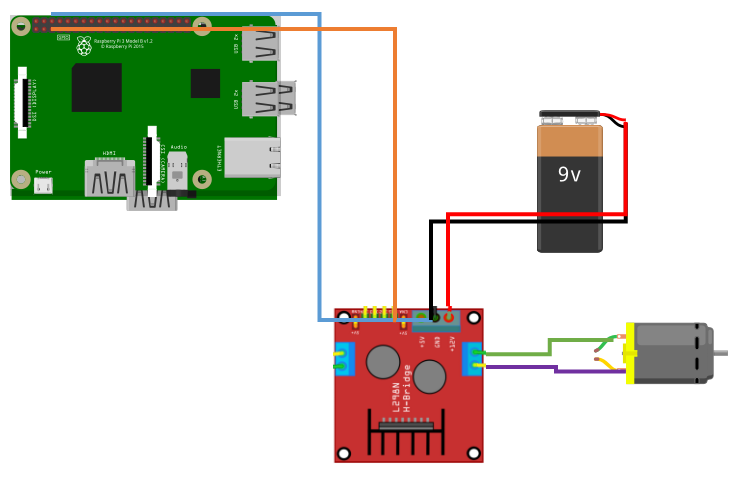 GPIO
Raspberry Pi 3 Model B v1.2
© Raspberry Pi 2015
USB 2x
DSI (DISPLAY)
USB 2x
HDMI
CSI (CAMERA)
Audio
ETHERNET
Power
9v
+5V
GND
+12V
L298N
H-Bridge